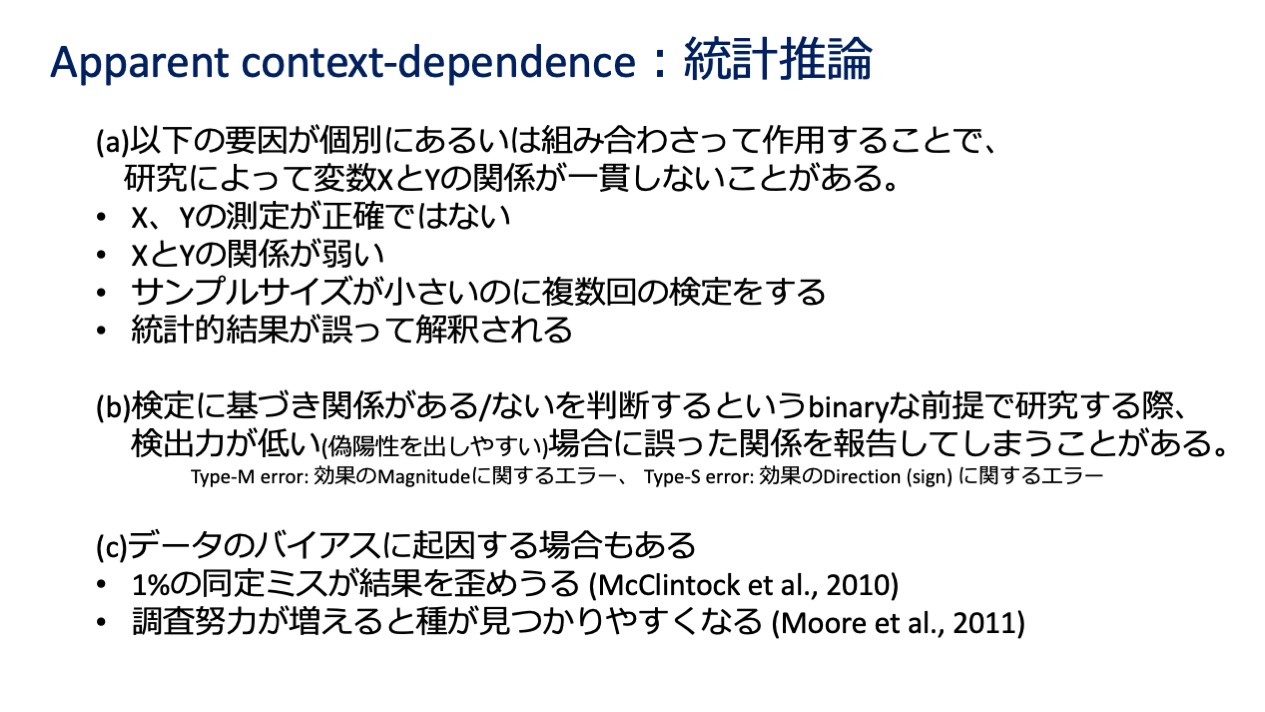 Apparent context-dependence：統計推論
(a)以下の要因が個別にあるいは組み合わさって作用することで、
研究によって変数XとYの関係が一貫しないことがある。
• X、Yの測定が正確ではない
• XとYの関係が弱い
• サンプルサイズが小さいのに複数回の検定をする
• 統計的結果が誤って解釈される
(b)検定に基づき関係がある/ないを判断するというbinaryな前提で研究する際、
検出力が低い(偽陽性を出しやすい)場合に誤った関係を報告してしまうことがある。
Type-M error: 効果のMagnitudeに関するエラー、 Type-S error: 効果のDirection (sign) に関するエラー
(c)データのバイアスに起因する場合もある
• 1%の同定ミスが結果を歪めうる (McClintock et al., 2010)
• 調査努力が増えると種が見つかりやすくなる (Moore et al., 2011)